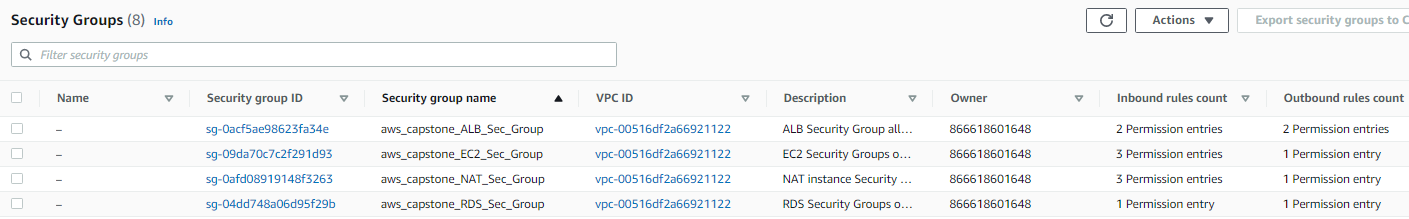 Security Groups (8) Info
Actions Export security groups to C
Filter security groups
Name Security group ID Security group name VPC ID Description Owner Inbound rules count Outbound rules count
– sg-0acf5ae98623fa34e aws_capstone_ALB_Sec_Group vpc-00516df2a66921122 ALB Security Group all... 866618601648 2 Permission entries 2 Permission entries
– sg-09da70c7c2f291d93 aws_capstone_EC2_Sec_Group vpc-00516df2a66921122 EC2 Security Groups o... 866618601648 3 Permission entries 1 Permission entry
– sg-0afd08919148f3263 aws_capstone_NAT_Sec_Group vpc-00516df2a66921122 NAT instance Security ... 866618601648 3 Permission entries 1 Permission entry
– sg-04dd748a06d95f29b aws_capstone_RDS_Sec_Group vpc-00516df2a66921122 RDS Security Groups o... 866618601648 1 Permission entry 1 Permission entry